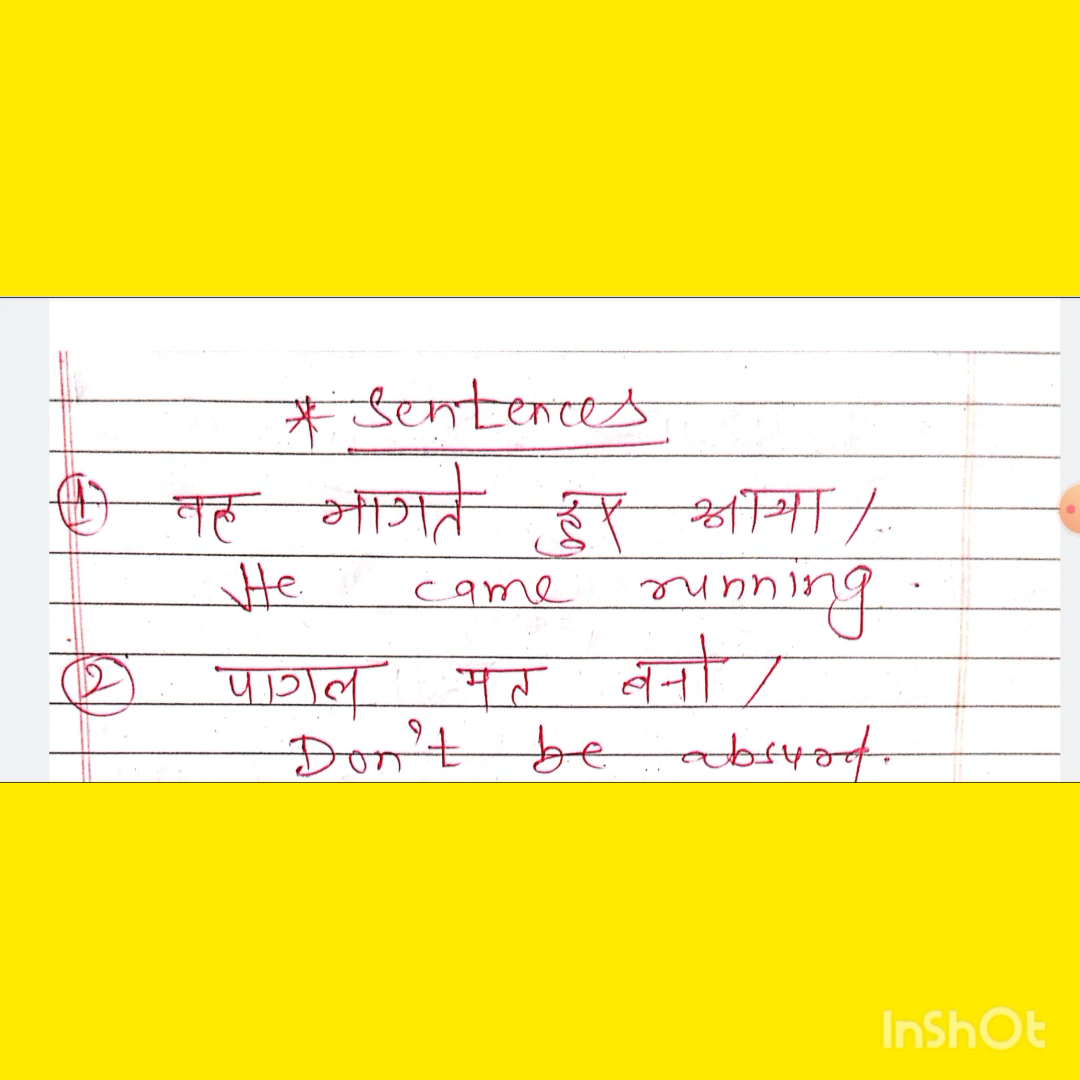 * Sentences
① वह भागते हुए आया /
He came running.
② पागल मत बनो /
Don't be absurd.
InShOt